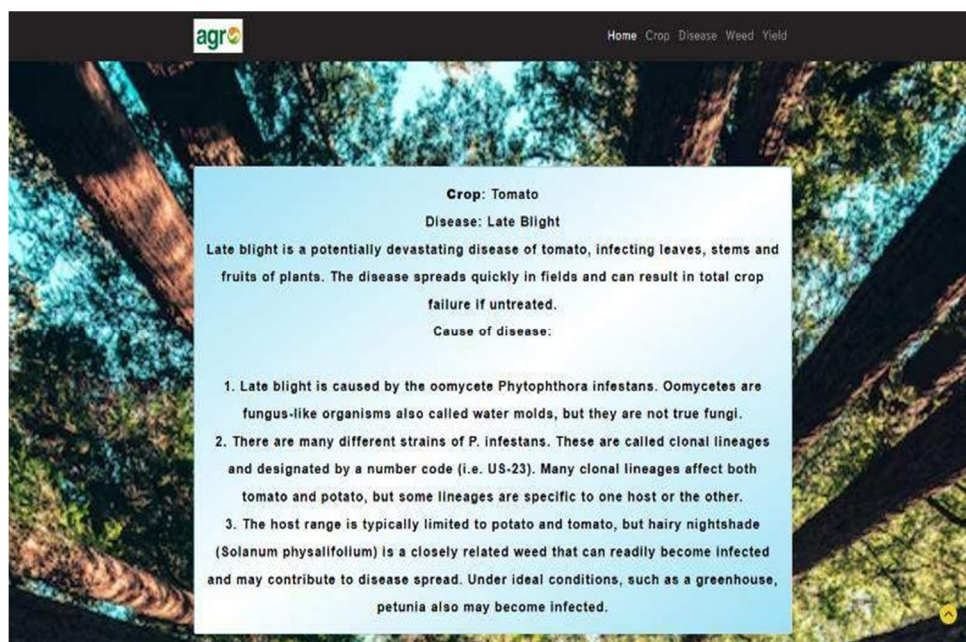 agro
Home Crop Disease Weed Yield
Crop: Tomato
Disease: Late Blight
Late blight is a potentially devastating disease of tomato, infecting leaves, stems and
fruits of plants. The disease spreads quickly in fields and can result in total crop
failure if untreated.
Cause of disease:
1. Late blight is caused by the oomycete Phytophthora infestans. Oomycetes are
fungus-like organisms also called water molds, but they are not true fungi.
2. There are many different strains of P. infestans. These are called clonal lineages
and designated by a number code (i.e. US-23). Many clonal lineages affect both
tomato and potato, but some lineages are specific to one host or the other.
3. The host range is typically limited to potato and tomato, but hairy nightshade
(Solanum physalifolium) is a closely related weed that can readily become infected
and may contribute to disease spread. Under ideal conditions, such as a greenhouse,
petunia also may become infected.